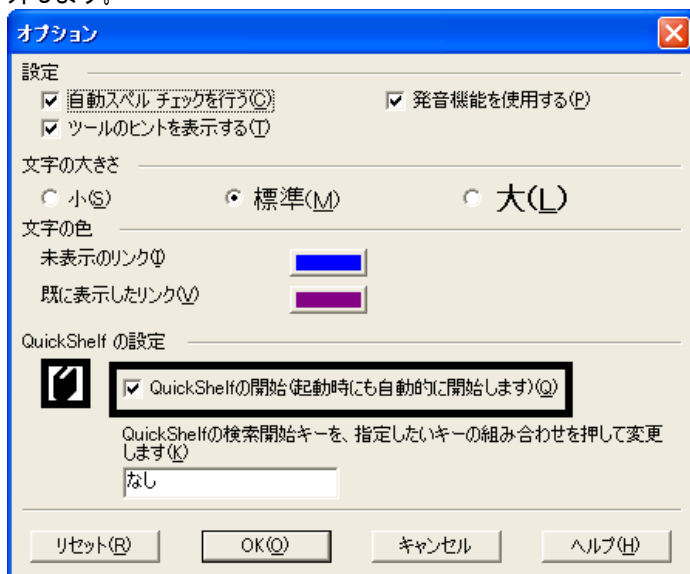 外します。
オプション
設定
自動スペル チェックを行う(C) 発音機能を使用する(P)
ツールのヒントを表示する(T)
文字の大きさ
小(S) 標準(M) 大(L)
文字の色
未表示のリンク(I)
既に表示したリンク(V)
QuickShelf の設定
QuickShelfの開始(起動時にも自動的に開始します)(Q)
QuickShelfの検索開始キーを、指定したいキーの組み合わせを押して変更
します(K)
なし
リセット(R) OK(O) キャンセル ヘルプ(H)